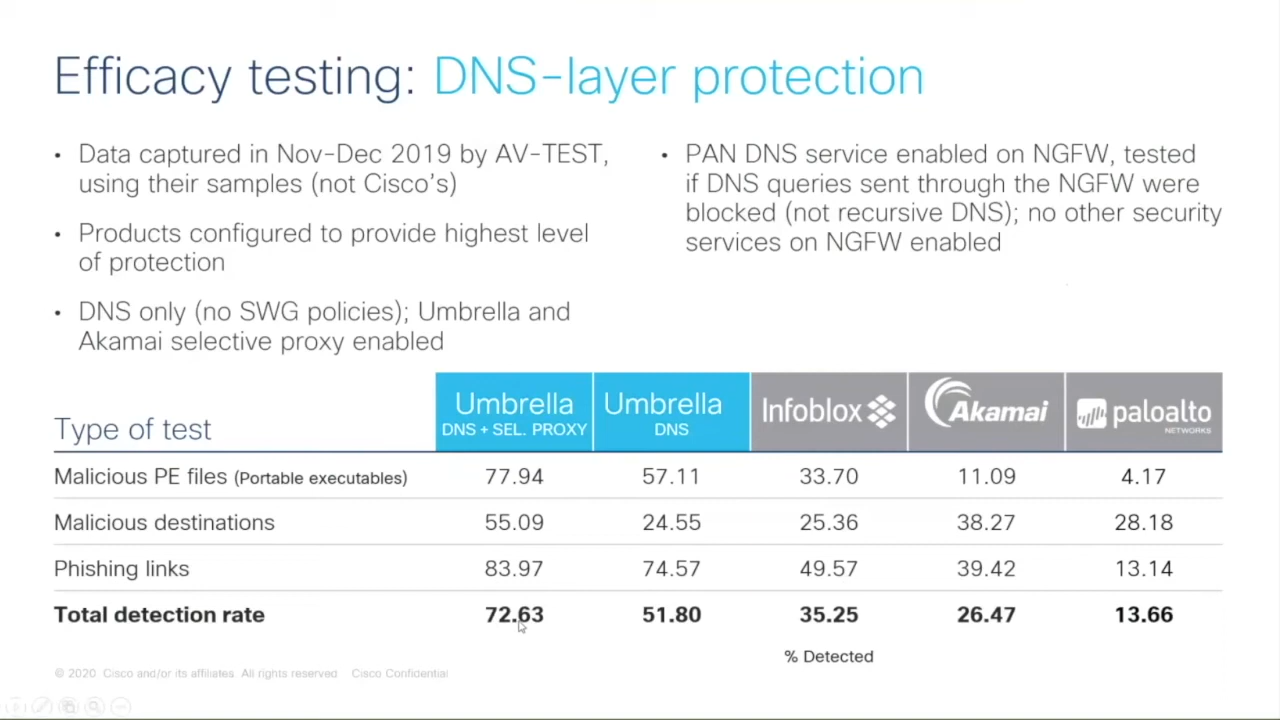 Efficacy testing: DNS-layer protection
• Data captured in Nov-Dec 2019 by AV-TEST,
using their samples (not Cisco's)
• Products configured to provide highest level
of protection
• DNS only (no SWG policies); Umbrella and
Akamai selective proxy enabled
• PAN DNS service enabled on NGFW, tested
if DNS queries sent through the NGFW were
blocked (not recursive DNS); no other security
services on NGFW enabled
Type of test
Umbrella
DNS + SEL. PROXY
Umbrella
DNS
Infoblox
Akamai
paloalto
NETWORKS
Malicious PE files (Portable executables) 77.94 57.11 33.70 11.09 4.17
Malicious destinations 55.09 24.55 25.36 38.27 28.18
Phishing links 83.97 74.57 49.57 39.42 13.14
Total detection rate 72.63 51.80 35.25 26.47 13.66
% Detected
© 2020 Cisco and/or its affiliates. All rights reserved Cisco Confidential